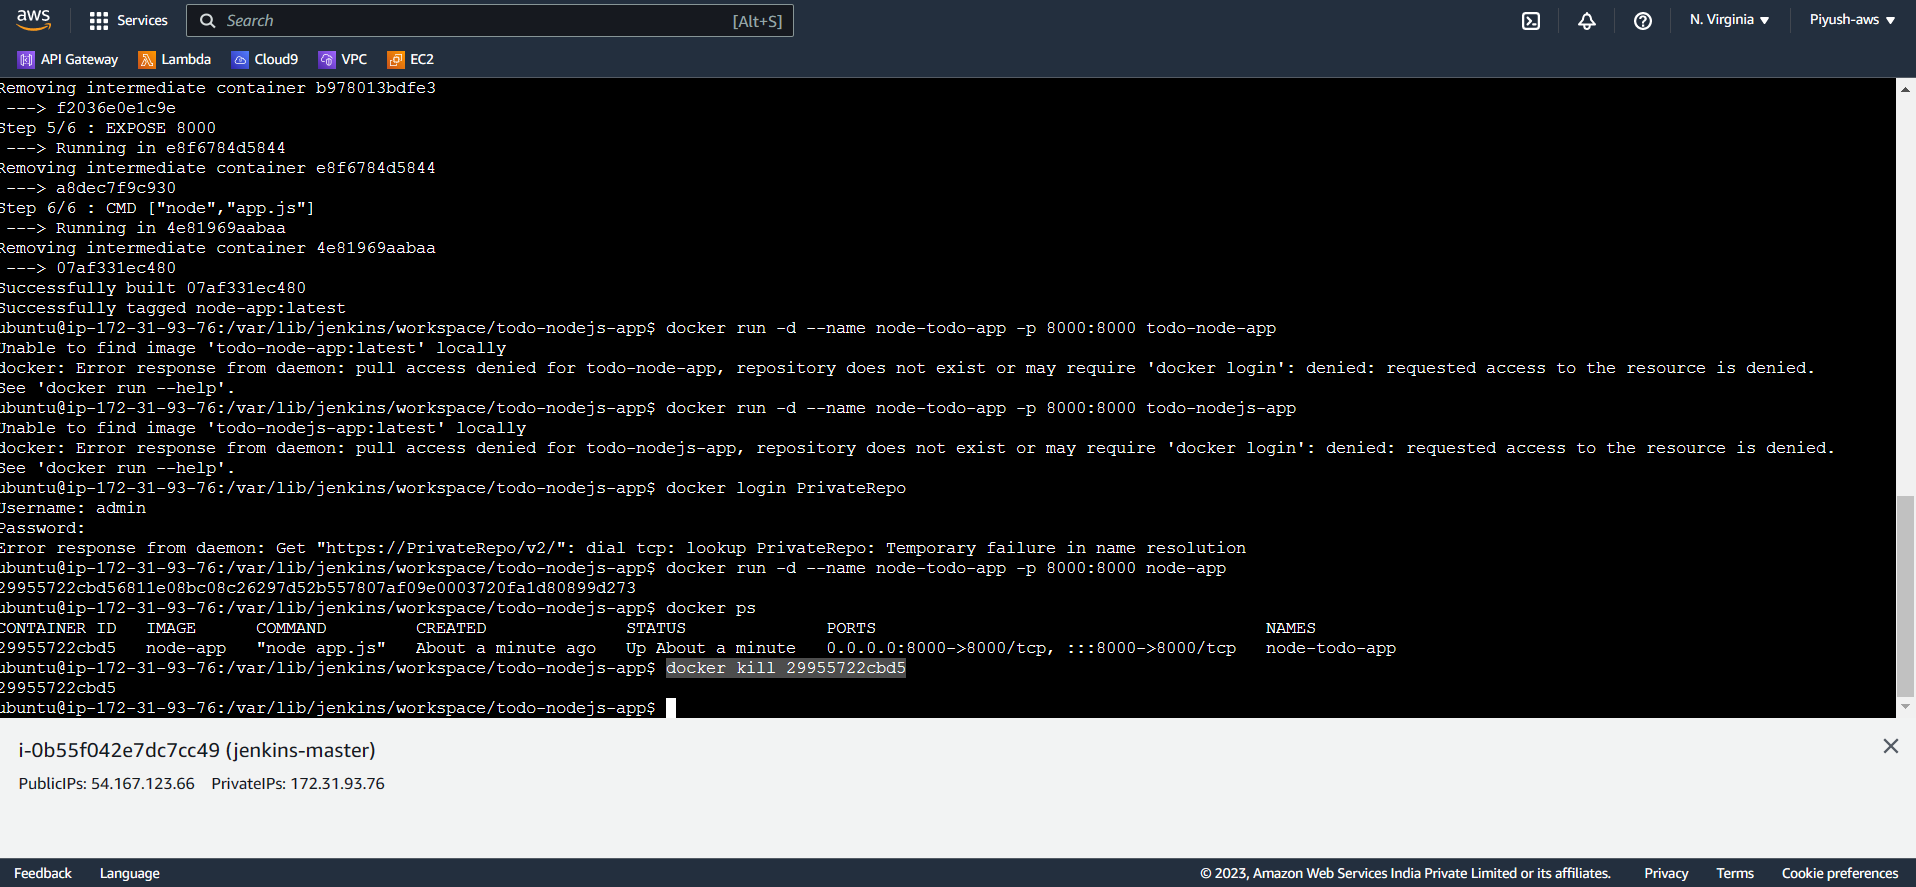 aws
Services
Search
[Alt+S]
N. Virginia
Piyush-aws
API Gateway
Lambda
Cloud9
VPC
EC2
Removing intermediate container b978013bdfe3
---> f2036e0e1c9e
Step 5/6 : EXPOSE 8000
---> Running in e8f6784d5844
Removing intermediate container e8f6784d5844
---> a8dec7f9c930
Step 6/6 : CMD ["node","app.js"]
---> Running in 4e81969aabaa
Removing intermediate container 4e81969aabaa
---> 07af331ec480
Successfully built 07af331ec480
Successfully tagged node-app:latest
ubuntu@ip-172-31-93-76:/var/lib/jenkins/workspace/todo-nodejs-app$ docker run -d --name node-todo-app -p 8000:8000 todo-node-app
Unable to find image 'todo-node-app:latest' locally
docker: Error response from daemon: pull access denied for todo-node-app, repository does not exist or may require 'docker login': denied: requested access to the resource is denied.
See 'docker run --help'.
ubuntu@ip-172-31-93-76:/var/lib/jenkins/workspace/todo-nodejs-app$ docker run -d --name node-todo-app -p 8000:8000 todo-nodejs-app
Unable to find image 'todo-nodejs-app:latest' locally
docker: Error response from daemon: pull access denied for todo-nodejs-app, repository does not exist or may require 'docker login': denied: requested access to the resource is denied.
See 'docker run --help'.
ubuntu@ip-172-31-93-76:/var/lib/jenkins/workspace/todo-nodejs-app$ docker login PrivateRepo
Username: admin
Password:
Error response from daemon: Get "https://PrivateRepo/v2/": dial tcp: lookup PrivateRepo: Temporary failure in name resolution
ubuntu@ip-172-31-93-76:/var/lib/jenkins/workspace/todo-nodejs-app$ docker run -d --name node-todo-app -p 8000:8000 node-app
29955722cbd56811e08bc08c26297d52b557807af09e0003720fa1d80899d273
ubuntu@ip-172-31-93-76:/var/lib/jenkins/workspace/todo-nodejs-app$ docker ps
CONTAINER ID IMAGE COMMAND CREATED STATUS PORTS NAMES
29955722cbd5 node-app "node app.js" About a minute ago Up About a minute 0.0.0.0:8000->8000/tcp, :::8000->8000/tcp node-todo-app
ubuntu@ip-172-31-93-76:/var/lib/jenkins/workspace/todo-nodejs-app$ docker kill 29955722cbd5
29955722cbd5
ubuntu@ip-172-31-93-76:/var/lib/jenkins/workspace/todo-nodejs-app$
i-0b55f042e7dc7cc49 (jenkins-master)
PublicIPs: 54.167.123.66 PrivateIPs: 172.31.93.76
Feedback Language
© 2023, Amazon Web Services India Private Limited or its affiliates. Privacy Terms Cookie preferences